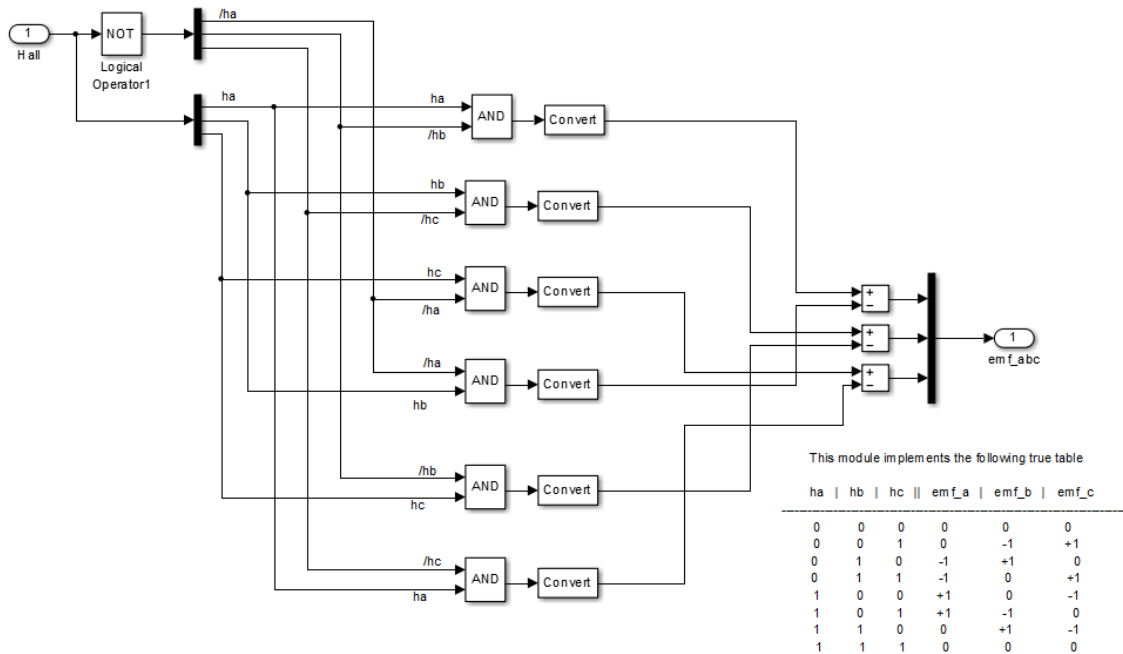 /ha
1
Hall
NOT
Logical
Operator1
ha
ha
/hb
AND
Convert
hb
/hc
AND
Convert
hc
/ha
AND
Convert
/ha
hb
AND
Convert
/hb
hc
AND
Convert
/hc
ha
AND
Convert
+
−
+
−
+
−
1
emf_abc
This module implements the following true table
ha | hb | hc || emf_a | emf_b | emf_c
0 0 0 0 0 0
0 0 1 0 -1 +1
0 1 0 -1 +1 0
0 1 1 -1 0 +1
1 0 0 +1 0 -1
1 0 1 +1 -1 0
1 1 0 0 +1 -1
1 1 1 0 0 0